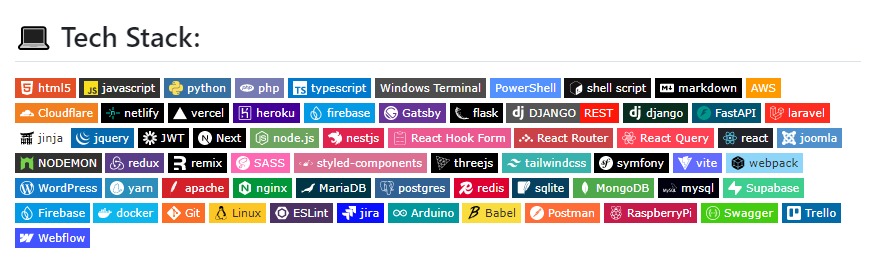 Tech Stack:
html5 javascript python php typescript Windows Terminal PowerShell shell script markdown AWS
Cloudflare netlify vercel heroku firebase Gatsby flask dj DJANGO REST dj django FastAPI laravel
jinja jquery JWT Next node.js nestjs React Hook Form React Router React Query react joomla
NODEMON redux remix SASS styled-components threejs tailwindcss symfony vite webpack
WordPress yarn apache nginx MariaDB postgres redis sqlite MongoDB mysql Supabase
Firebase docker Git Linux ESLint jira Arduino Babel Postman RaspberryPi Swagger Trello
Webflow